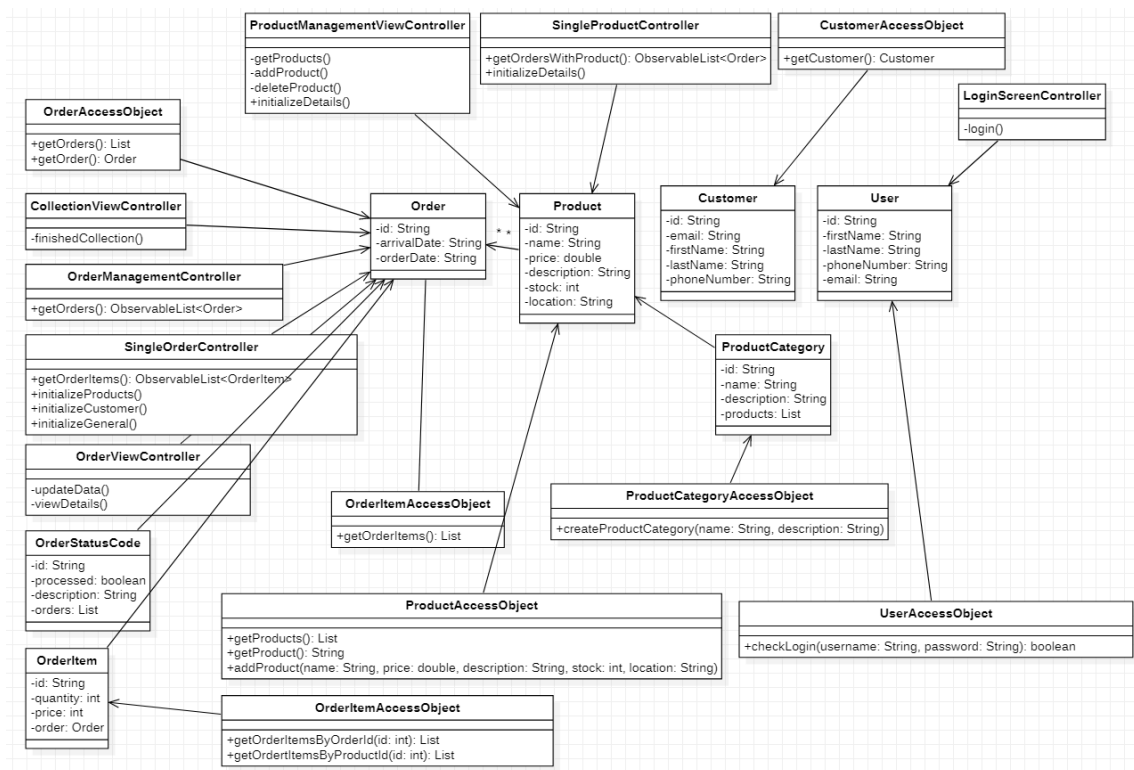 ProductManagementViewController
-getProducts()
-addProduct()
-deleteProduct()
+initializeDetails()
SingleProductController
+getOrdersWithProduct(): ObservableList<Order>
+initializeDetails()
CustomerAccessObject
+getCustomer(): Customer
LoginScreenController
-login()
OrderAccessObject
+getOrders(): List
+getOrder(): Order
CollectionViewController
-finishedCollection()
OrderManagementController
+getOrders(): ObservableList<Order>
Order
-id: String
-arrivalDate: String
-orderDate: String
* *
Product
-id: String
-name: String
-price: double
-description: String
-stock: int
-location: String
Customer
-id: String
-email: String
-firstName: String
-lastName: String
-phoneNumber: String
User
-id: String
-firstName: String
-lastName: String
-phoneNumber: String
-email: String
SingleOrderController
+getOrderItems(): ObservableList<OrderItem>
+initializeProducts()
+initializeCustomer()
+initializeGeneral()
ProductCategory
-id: String
-name: String
-description: String
-products: List
OrderViewController
-updateData()
-viewDetails()
OrderItemAccessObject
+getOrderItems(): List
ProductCategoryAccessObject
+createProductCategory(name: String, description: String)
OrderStatusCode
-id: String
-processed: boolean
-description: String
-orders: List
ProductAccessObject
+getProducts(): List
+getProduct(): String
+addProduct(name: String, price: double, description: String, stock: int, location: String)
UserAccessObject
+checkLogin(username: String, password: String): boolean
OrderItem
-id: String
-quantity: int
-price: int
-order: Order
OrderItemAccessObject
+getOrderItemsByOrderId(id: int): List
+getOrdertItemsByProductId(id: int): List